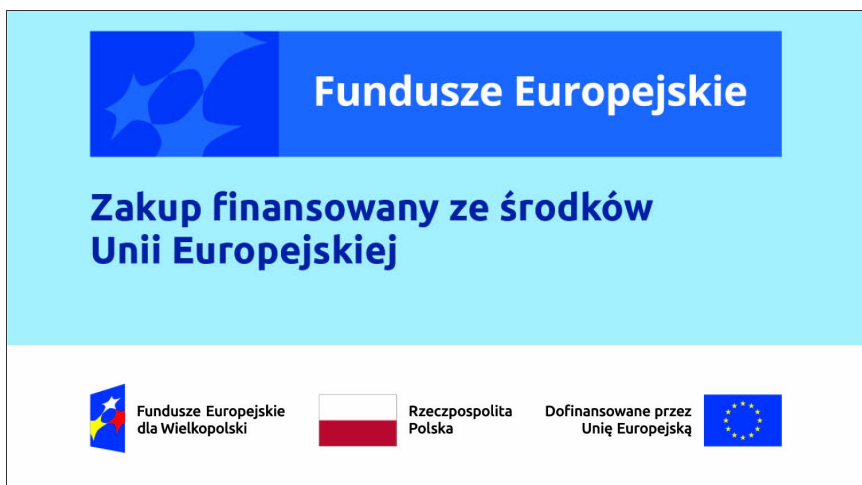 Fundusze Europejskie
Zakup finansowany ze środków
Unii Europejskiej
Fundusze Europejskie
dla Wielkopolski
Rzeczpospolita
Polska
Dofinansowane przez
Unię Europejską